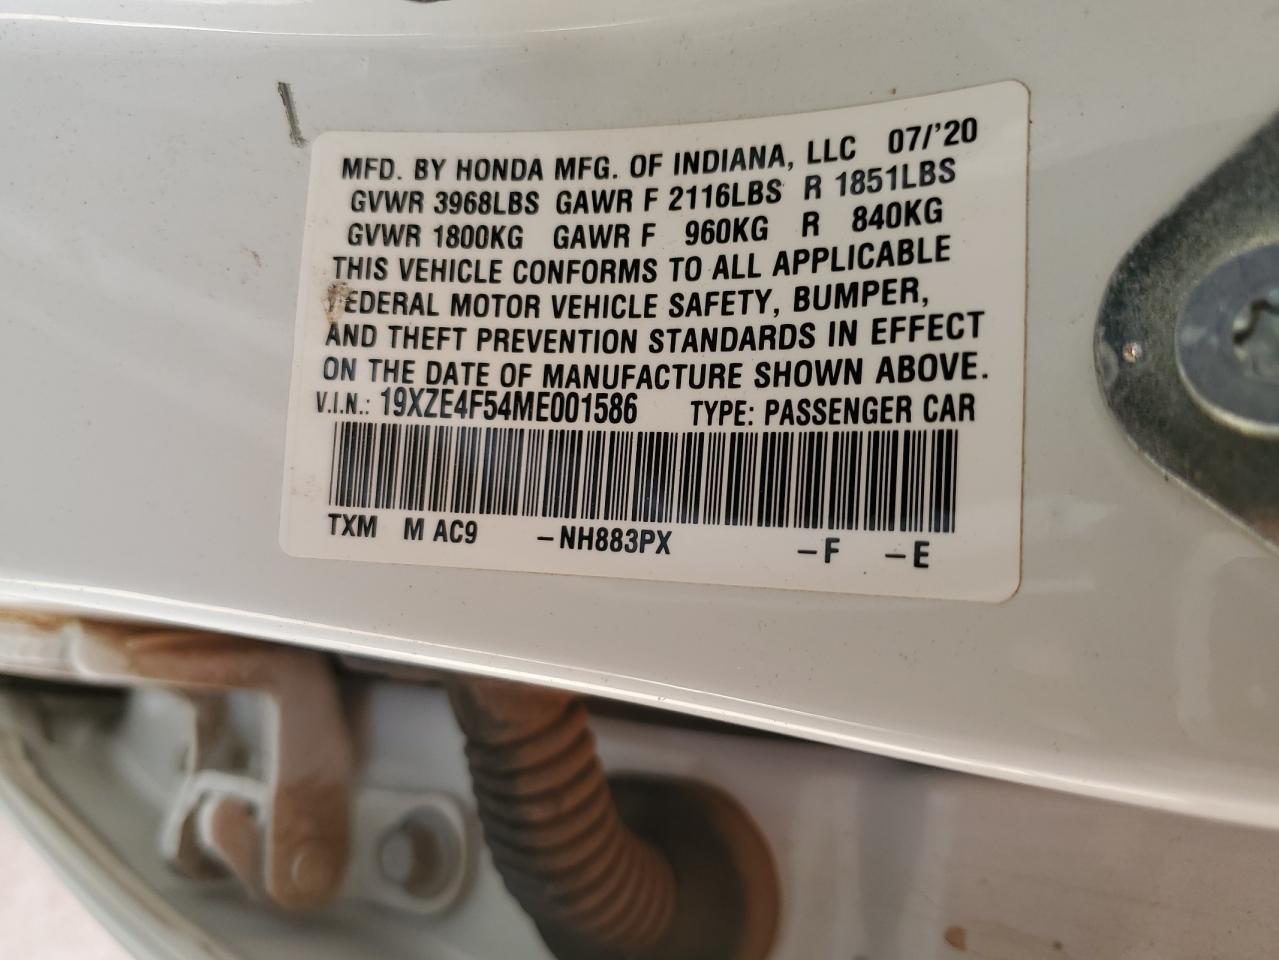 MFD. BY HONDA MFG. OF INDIANA, LLC 07/'20
GVWR 3968LBS GAWR F 2116LBS R 1851LBS
GVWR 1800KG GAWR F 960KG R 840KG
THIS VEHICLE CONFORMS TO ALL APPLICABLE
FEDERAL MOTOR VEHICLE SAFETY, BUMPER,
AND THEFT PREVENTION STANDARDS IN EFFECT
ON THE DATE OF MANUFACTURE SHOWN ABOVE.
V.I.N.: 19XZE4F54ME001586 TYPE: PASSENGER CAR
TXM M AC9 -NH883PX -F -E